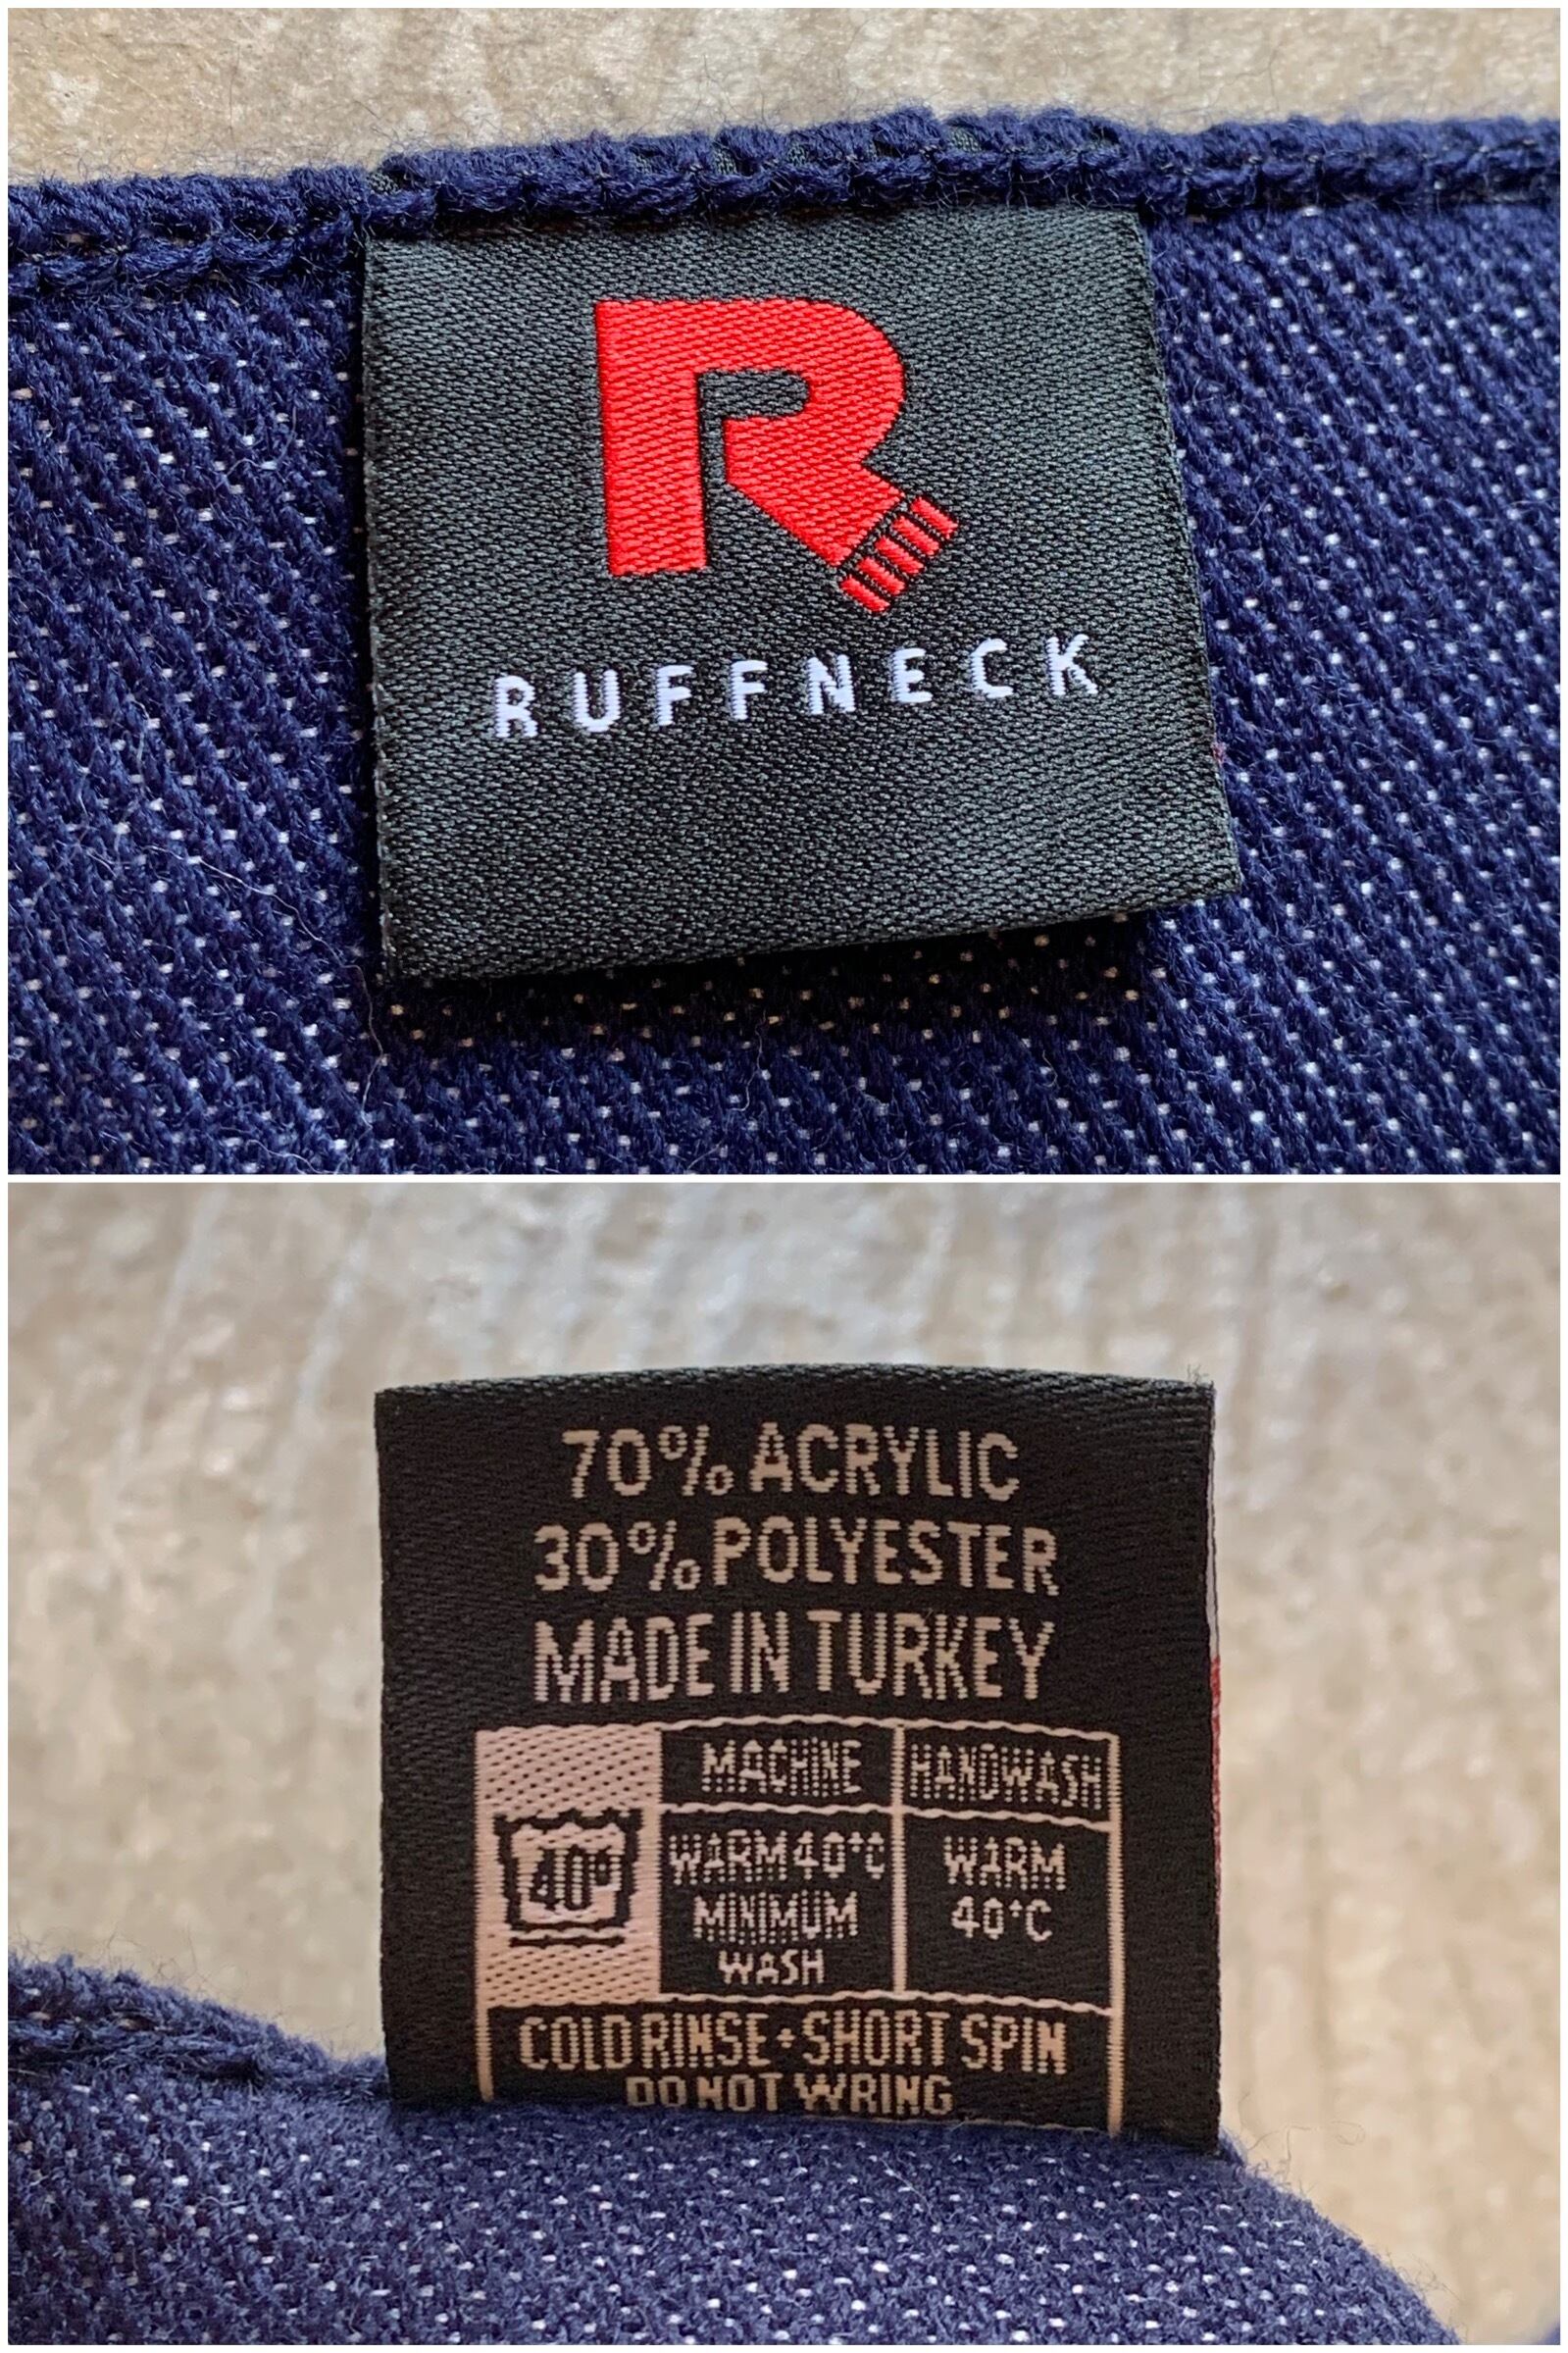 R
RUFFNECK
70% ACRYLIC
30% POLYESTER
MADE IN TURKEY
MACHINE HANDWASH
40°
WARM 40°C WARM
MINIMUM 40°C
WASH
COLD RINSE • SHORT SPIN
DO NOT WRING